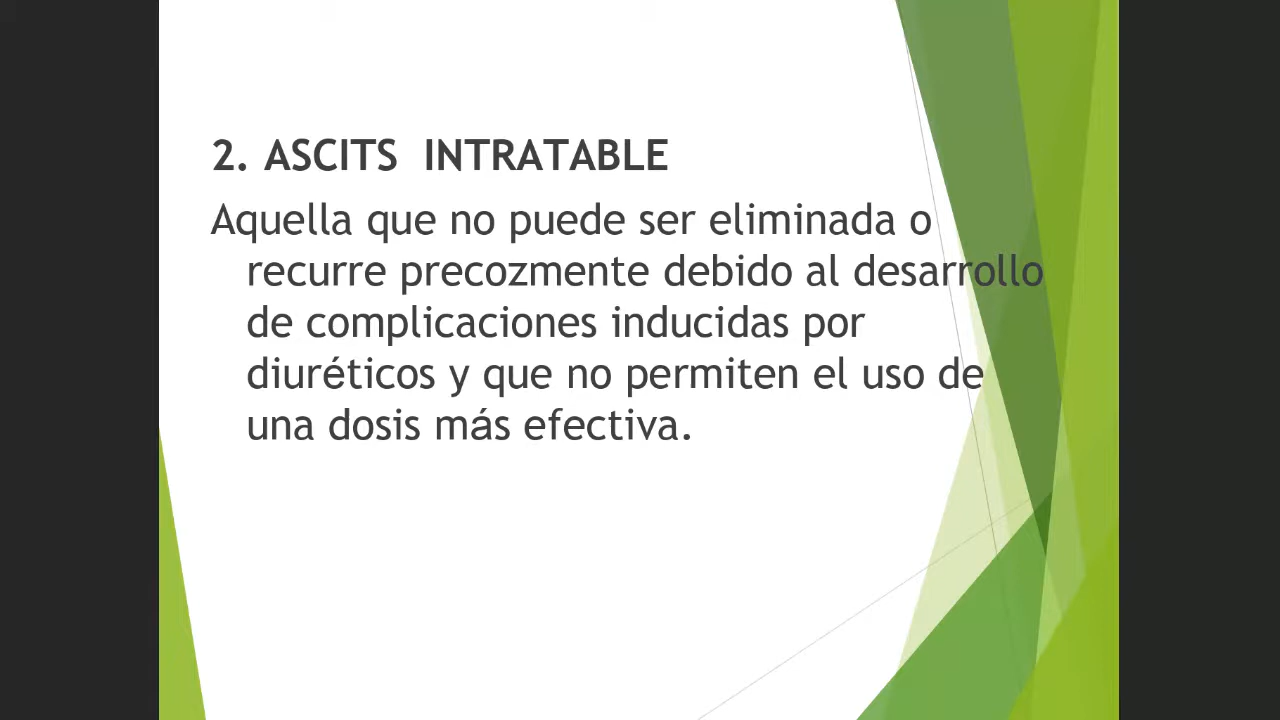 2. ASCITS INTRATABLE
Aquella que no puede ser eliminada o
recurre precozmente debido al desarrollo
de complicaciones inducidas por
diuréticos y que no permiten el uso de
una dosis más efectiva.